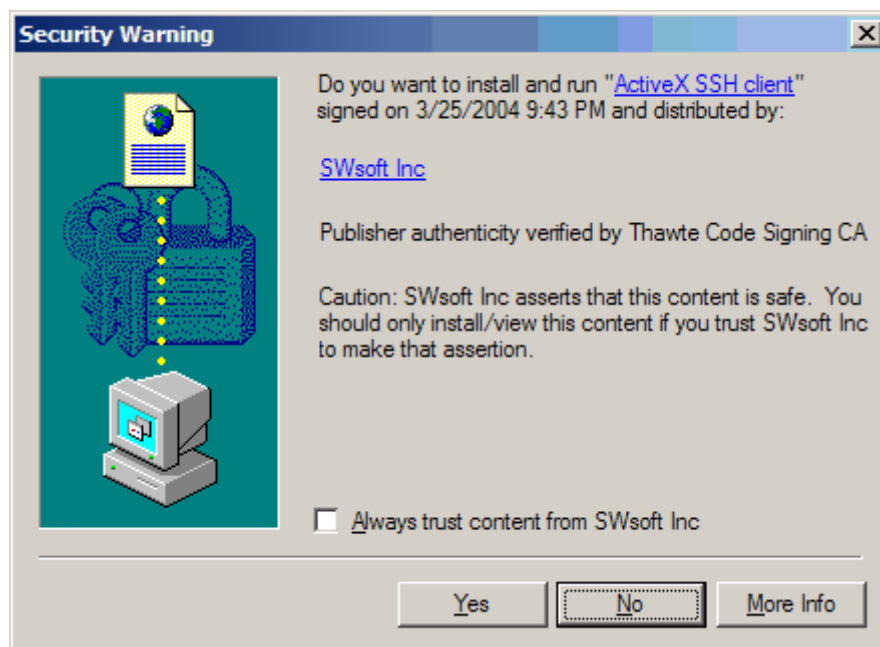 Security Warning
Do you want to install and run "ActiveX SSH client"
signed on 3/25/2004 9:43 PM and distributed by:
SWsoft Inc
Publisher authenticity verified by Thawte Code Signing CA
Caution: SWsoft Inc asserts that this content is safe. You
should only install/view this content if you trust SWsoft Inc
to make that assertion.
Always trust content from SWsoft Inc
Yes
No
More Info